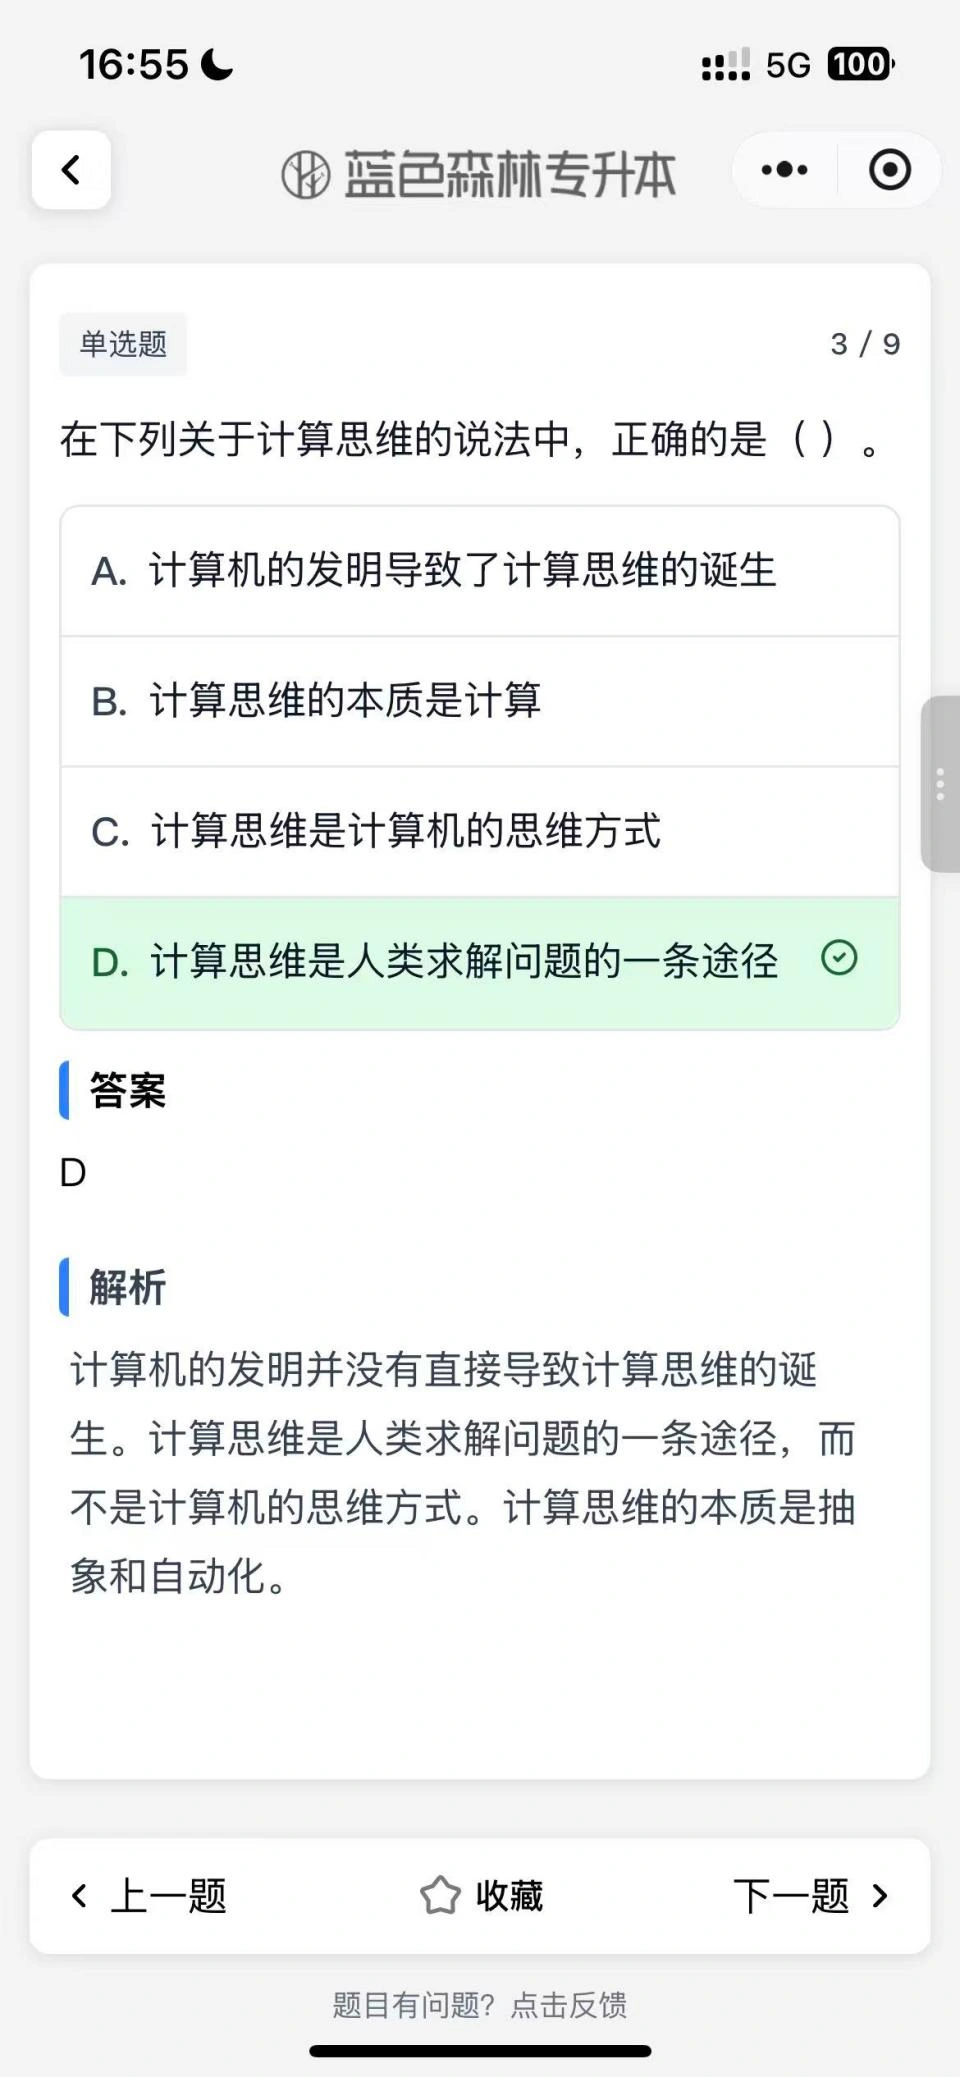 16:55
5G 100
蓝色森林专升本
单选题
3 / 9
在下列关于计算思维的说法中，正确的是（ ）。
A. 计算机的发明导致了计算思维的诞生
B. 计算思维的本质是计算
C. 计算思维是计算机的思维方式
D. 计算思维是人类求解问题的一条途径
答案
D
解析
计算机的发明并没有直接导致计算思维的诞
生。计算思维是人类求解问题的一条途径，而
不是计算机的思维方式。计算思维的本质是抽
象和自动化。
上一题 收藏 下一题
题目有问题？点击反馈